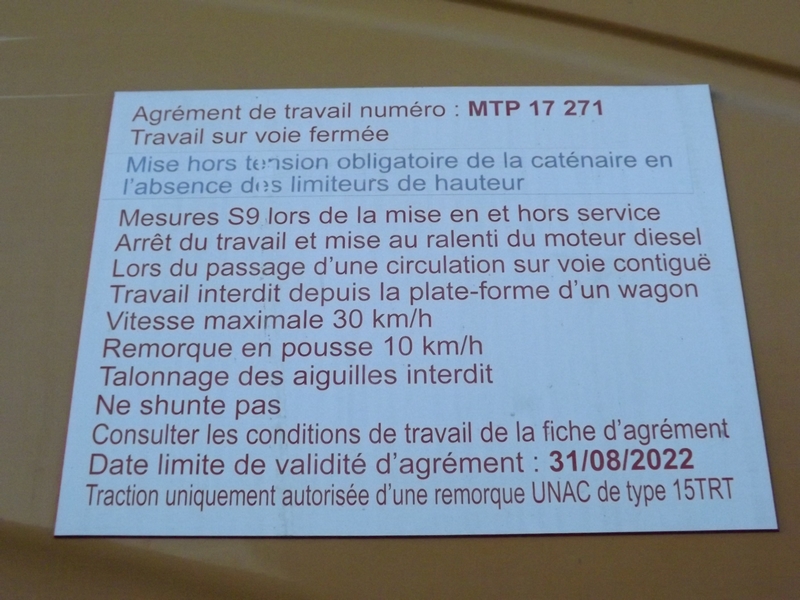 Agrément de travail numéro : MTP 17 271
Travail sur voie fermée
Mise hors tension obligatoire de la caténaire en
l'absence des limiteurs de hauteur
Mesures S9 lors de la mise en et hors service
Arrêt du travail et mise au ralenti du moteur diesel
Lors du passage d'une circulation sur voie contiguë
Travail interdit depuis la plate-forme d'un wagon
Vitesse maximale 30 km/h
Remorque en pousse 10 km/h
Talonnage des aiguilles interdit
Ne shunte pas
Consulter les conditions de travail de la fiche d'agrément
Date limite de validité d'agrément : 31/08/2022
Traction uniquement autorisée d'une remorque UNAC de type 15TRT